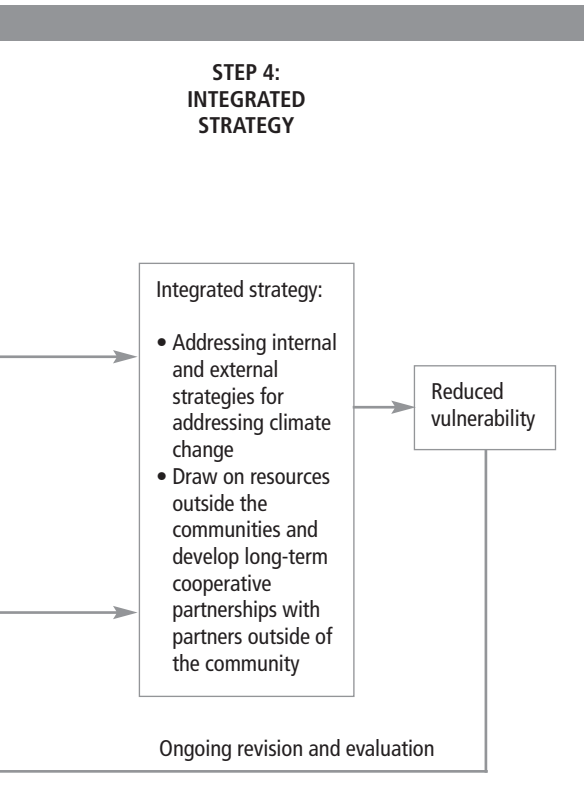 STEP 4:
INTEGRATED
STRATEGY
Integrated strategy:
• Addressing internal
and external
strategies for
addressing climate
change
• Draw on resources
outside the
communities and
develop long-term
cooperative
partnerships with
partners outside of
the community
Reduced
vulnerability
Ongoing revision and evaluation